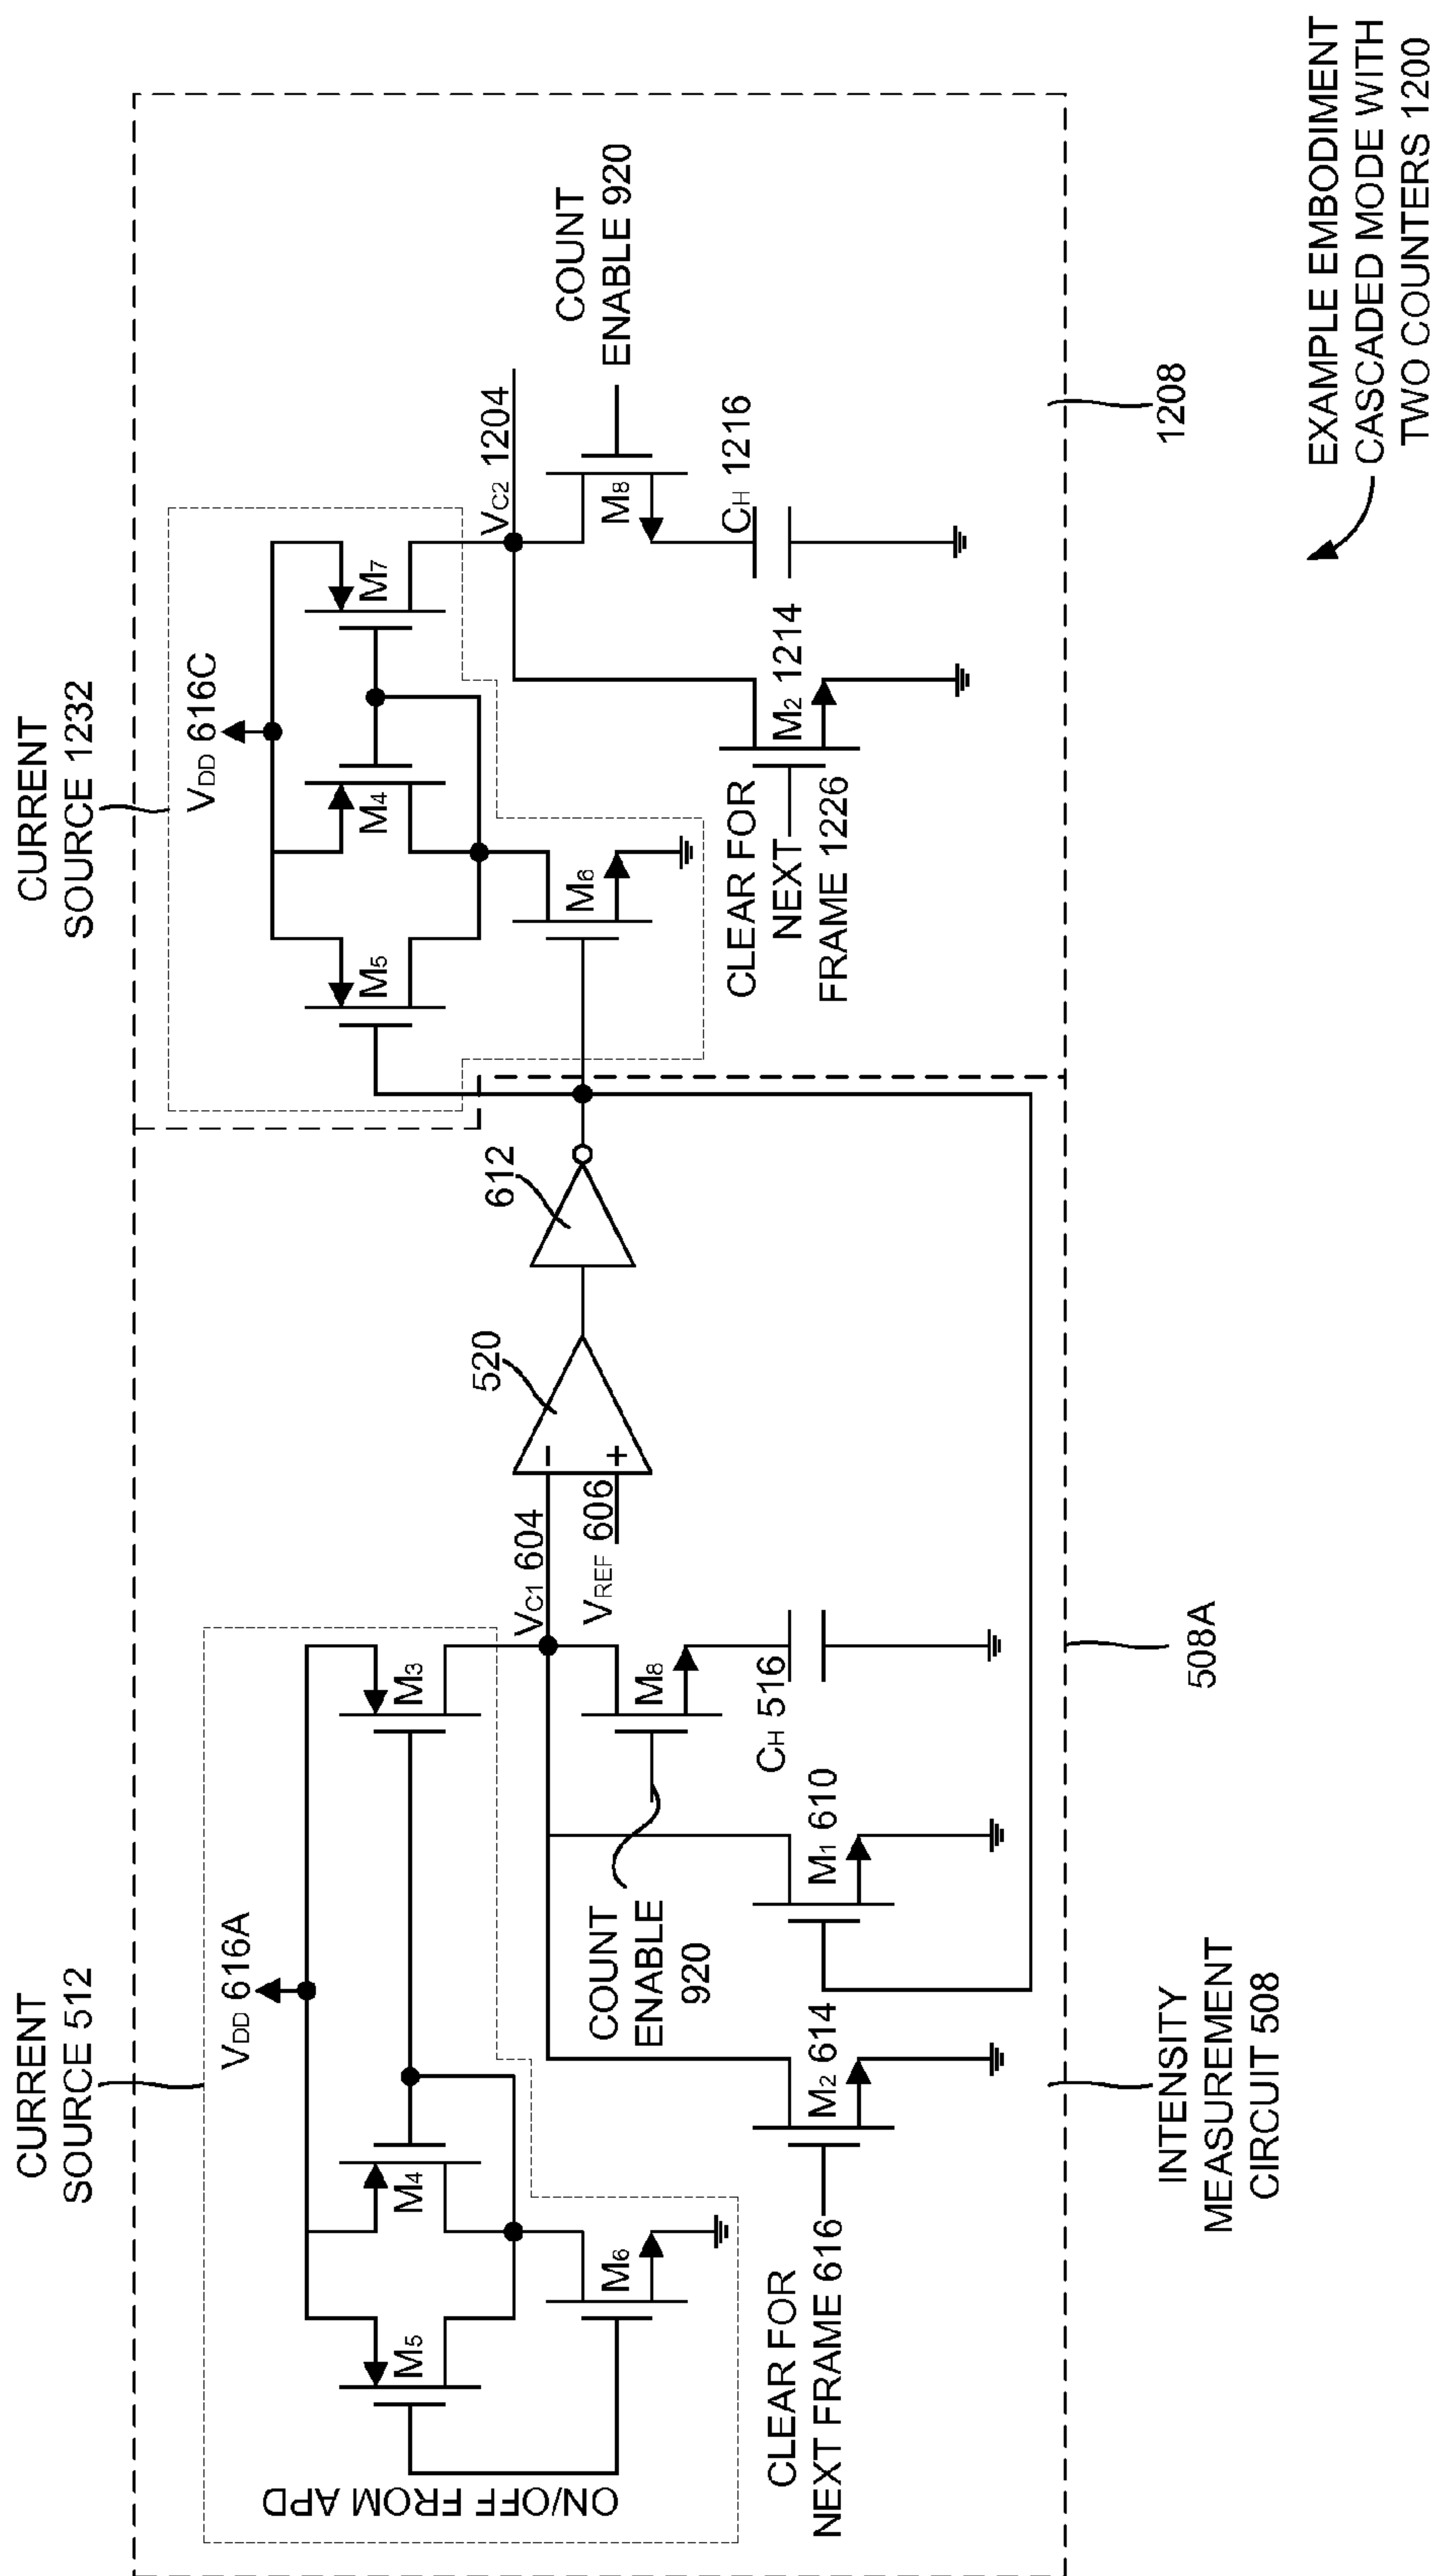 CURRENT
SOURCE 512
CURRENT
SOURCE 1232
VDD 616A
VDD 616C
ON/OFF FROM APD
M5
M4
M3
M6
VC1 604
VREF 606
520
612
M5
M4
M7
M6
VC2 1204
COUNT
ENABLE
920
M8
CH 516
M1 610
M2 614
CLEAR FOR
NEXT FRAME 616
-
+
M8
COUNT
ENABLE 920
CH 1216
M2 1214
CLEAR FOR
NEXT
FRAME 1226
INTENSITY
MEASUREMENT
CIRCUIT 508
508A
1208
EXAMPLE EMBODIMENT
CASCADED MODE WITH
TWO COUNTERS 1200